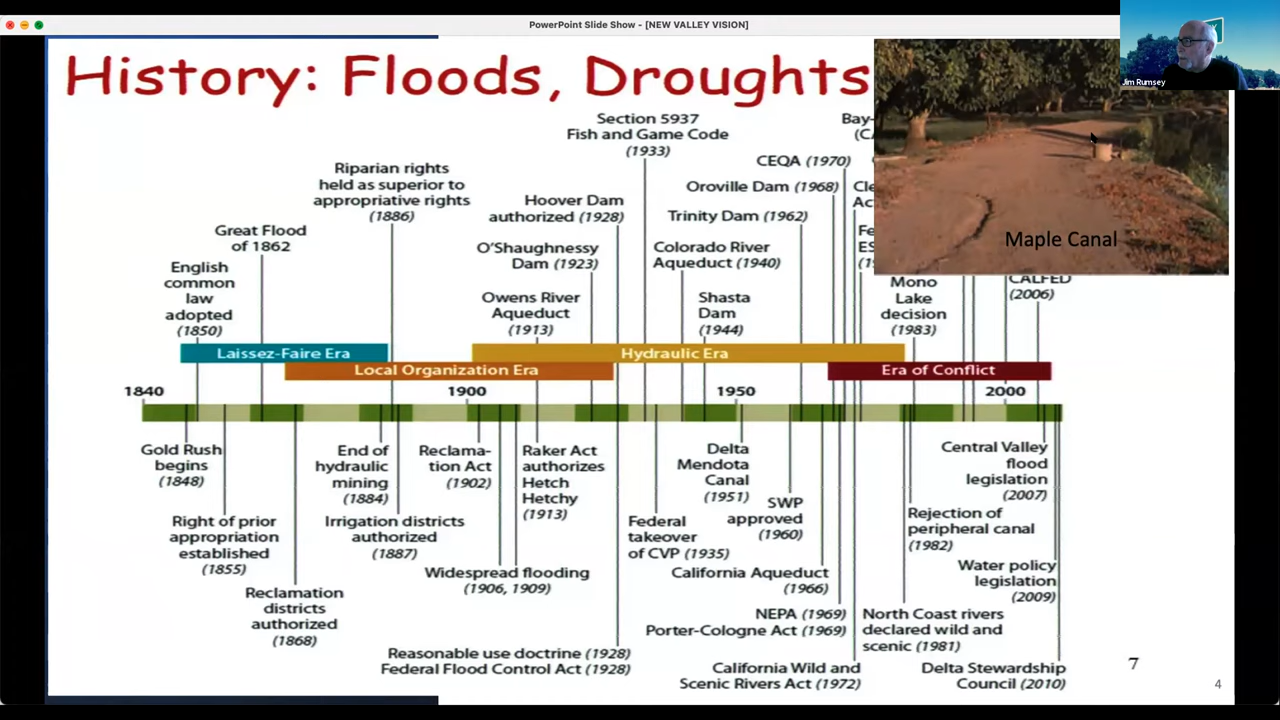 PowerPoint Slide Show - [NEW VALLEY VISION]
Jim Rumsey
History: Floods, Droughts
Maple Canal
Section 5937
Fish and Game Code
(1933)
Bay-
CEQA (1970)
Riparian rights
held as superior to
appropriative rights
(1886)
Oroville Dam (1968)
Hoover Dam
authorized (1928)
Trinity Dam (1962)
Great Flood
of 1862
O'Shaughnessy
Dam (1923)
Colorado River
Aqueduct (1940)
English
common
law
adopted
(1850)
Owens River
Aqueduct
(1913)
Shasta
Dam
(1944)
Mono
Lake
decision
(1983)
CALFED
(2006)
Laissez-Faire Era
Hydraulic Era
Local Organization Era
Era of Conflict
1840
1900
1950
2000
Gold Rush
begins
(1848)
End of
hydraulic
mining
(1884)
Reclama-
tion Act
(1902)
Raker Act
authorizes
Hetch
Hetchy
(1913)
Delta
Mendota
Canal
(1951)
Central Valley
flood
legislation
(2007)
SWP
approved
(1960)
Rejection of
peripheral canal
(1982)
Right of prior
appropriation
established
(1855)
Irrigation districts
authorized
(1887)
Federal
takeover
of CVP (1935)
Widespread flooding
(1906, 1909)
California Aqueduct
(1966)
Water policy
legislation
(2009)
Reclamation
districts
authorized
(1868)
NEPA (1969)
Porter-Cologne Act (1969)
North Coast rivers
declared wild and
scenic (1981)
Reasonable use doctrine (1928)
Federal Flood Control Act (1928)
California Wild and
Scenic Rivers Act (1972)
Delta Stewardship
Council (2010)
7
4